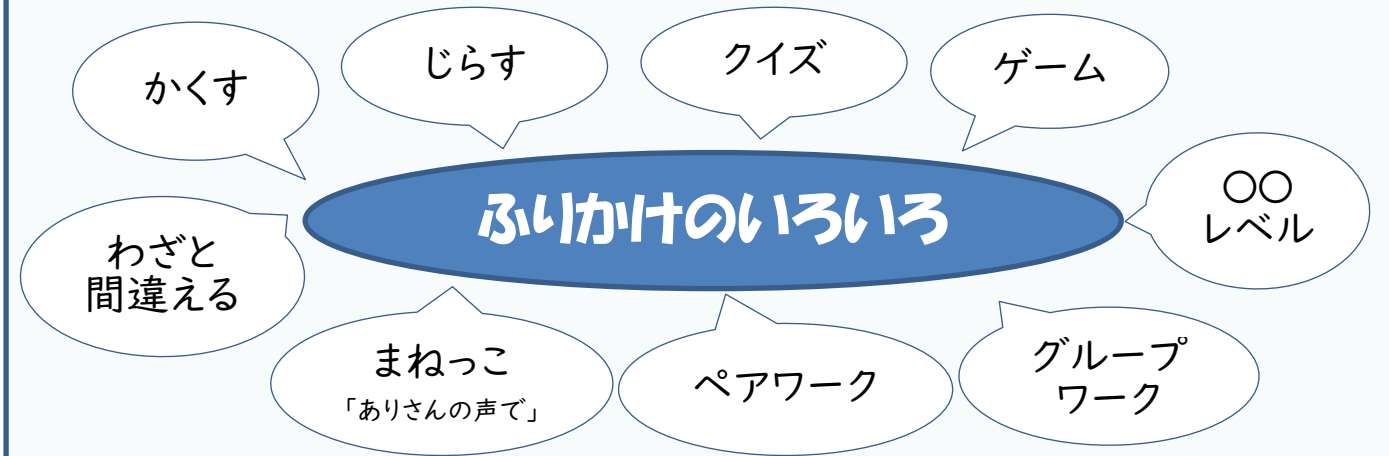 かくす
じらす
クイズ
ゲーム
ふりかけのいろいろ
〇〇
レベル
わざと
間違える
まねっこ
「ありさんの声で」
ペアワーク
グループ
ワーク